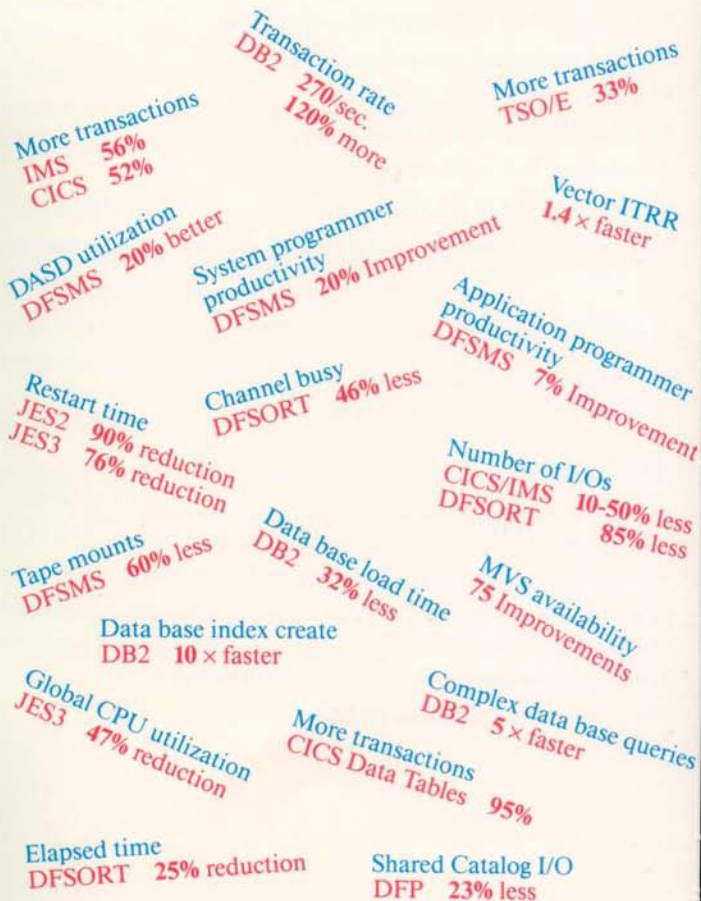 Transaction rate
DB2 270/sec.
120% more
More transactions
TSO/E 33%
More transactions
IMS 56%
CICS 52%
Vector ITRR
1.4 × faster
DASD utilization
DFSMS 20% better
System programmer
productivity
DFSMS 20% Improvement
Application programmer
productivity
DFSMS 7% Improvement
Restart time
JES2 90% reduction
JES3 76% reduction
Channel busy
DFSORT 46% less
Number of I/Os
CICS/IMS 10-50% less
DFSORT 85% less
Tape mounts
DFSMS 60% less
Data base load time
DB2 32% less
MVS availability
75 Improvements
Data base index create
DB2 10 × faster
Global CPU utilization
JES3 47% reduction
More transactions
CICS Data Tables 95%
Complex data base queries
DB2 5 × faster
Elapsed time
DFSORT 25% reduction
Shared Catalog I/O
DFP 23% less